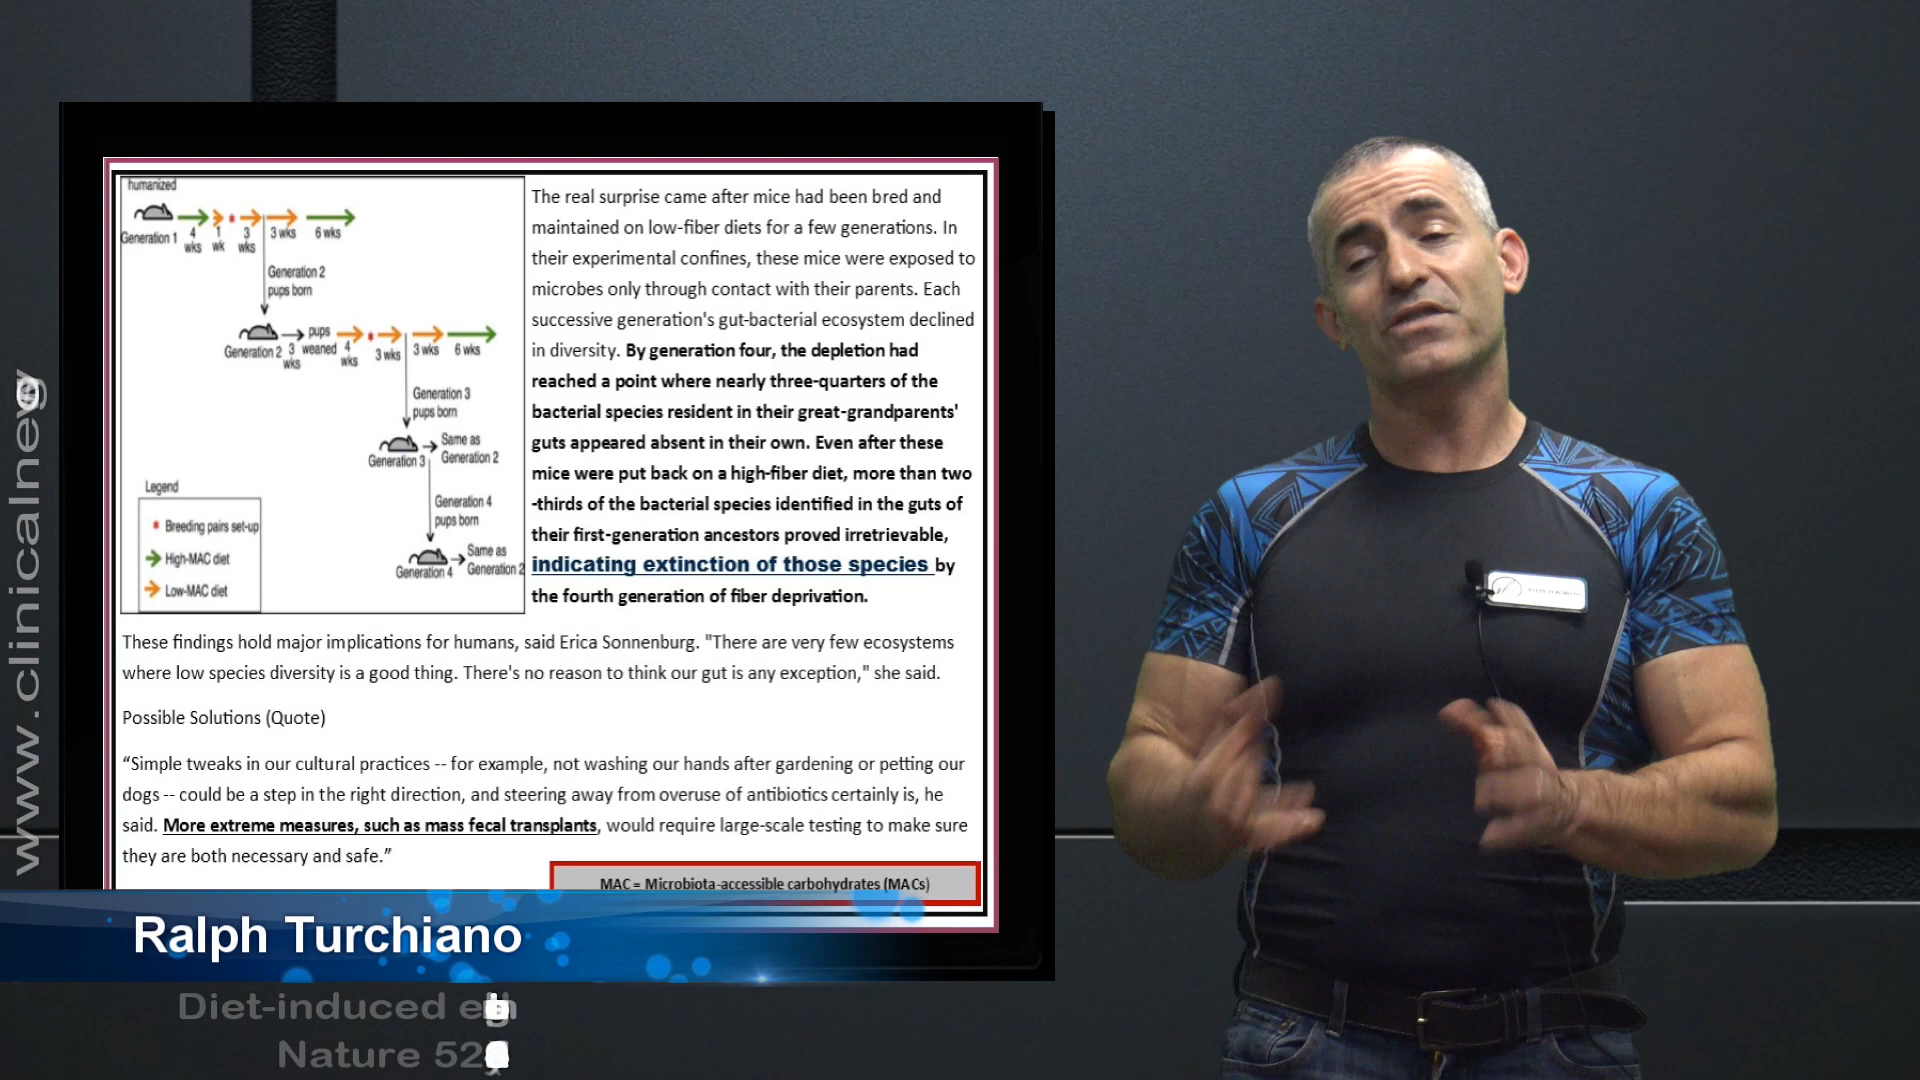 humanized
Generation 1
4 wks
1 wk
3 wks
3 wks
6 wks
Generation 2
pups born
Generation 2
3 wks
pups weaned
4 wks
3 wks
3 wks
6 wks
Generation 3
pups born
Generation 3
Same as
Generation 2
Generation 4
pups born
Generation 4
Same as
Generation 2
Legend
* Breeding pairs set-up
High-MAC diet
Low-MAC diet
The real surprise came after mice had been bred and
maintained on low-fiber diets for a few generations. In
their experimental confines, these mice were exposed to
microbes only through contact with their parents. Each
successive generation's gut-bacterial ecosystem declined
in diversity. By generation four, the depletion had
reached a point where nearly three-quarters of the
bacterial species resident in their great-grandparents'
guts appeared absent in their own. Even after these
mice were put back on a high-fiber diet, more than two
-thirds of the bacterial species identified in the guts of
their first-generation ancestors proved irretrievable,
indicating extinction of those species by
the fourth generation of fiber deprivation.
These findings hold major implications for humans, said Erica Sonnenburg. "There are very few ecosystems
where low species diversity is a good thing. There's no reason to think our gut is any exception," she said.
Possible Solutions (Quote)
“Simple tweaks in our cultural practices -- for example, not washing our hands after gardening or petting our
dogs -- could be a step in the right direction, and steering away from overuse of antibiotics certainly is, he
said. More extreme measures, such as mass fecal transplants, would require large-scale testing to make sure
they are both necessary and safe.”
MAC = Microbiota-accessible carbohydrates (MACs)
Ralph Turchiano
Diet-induced
Nature 52
www.clinicalne